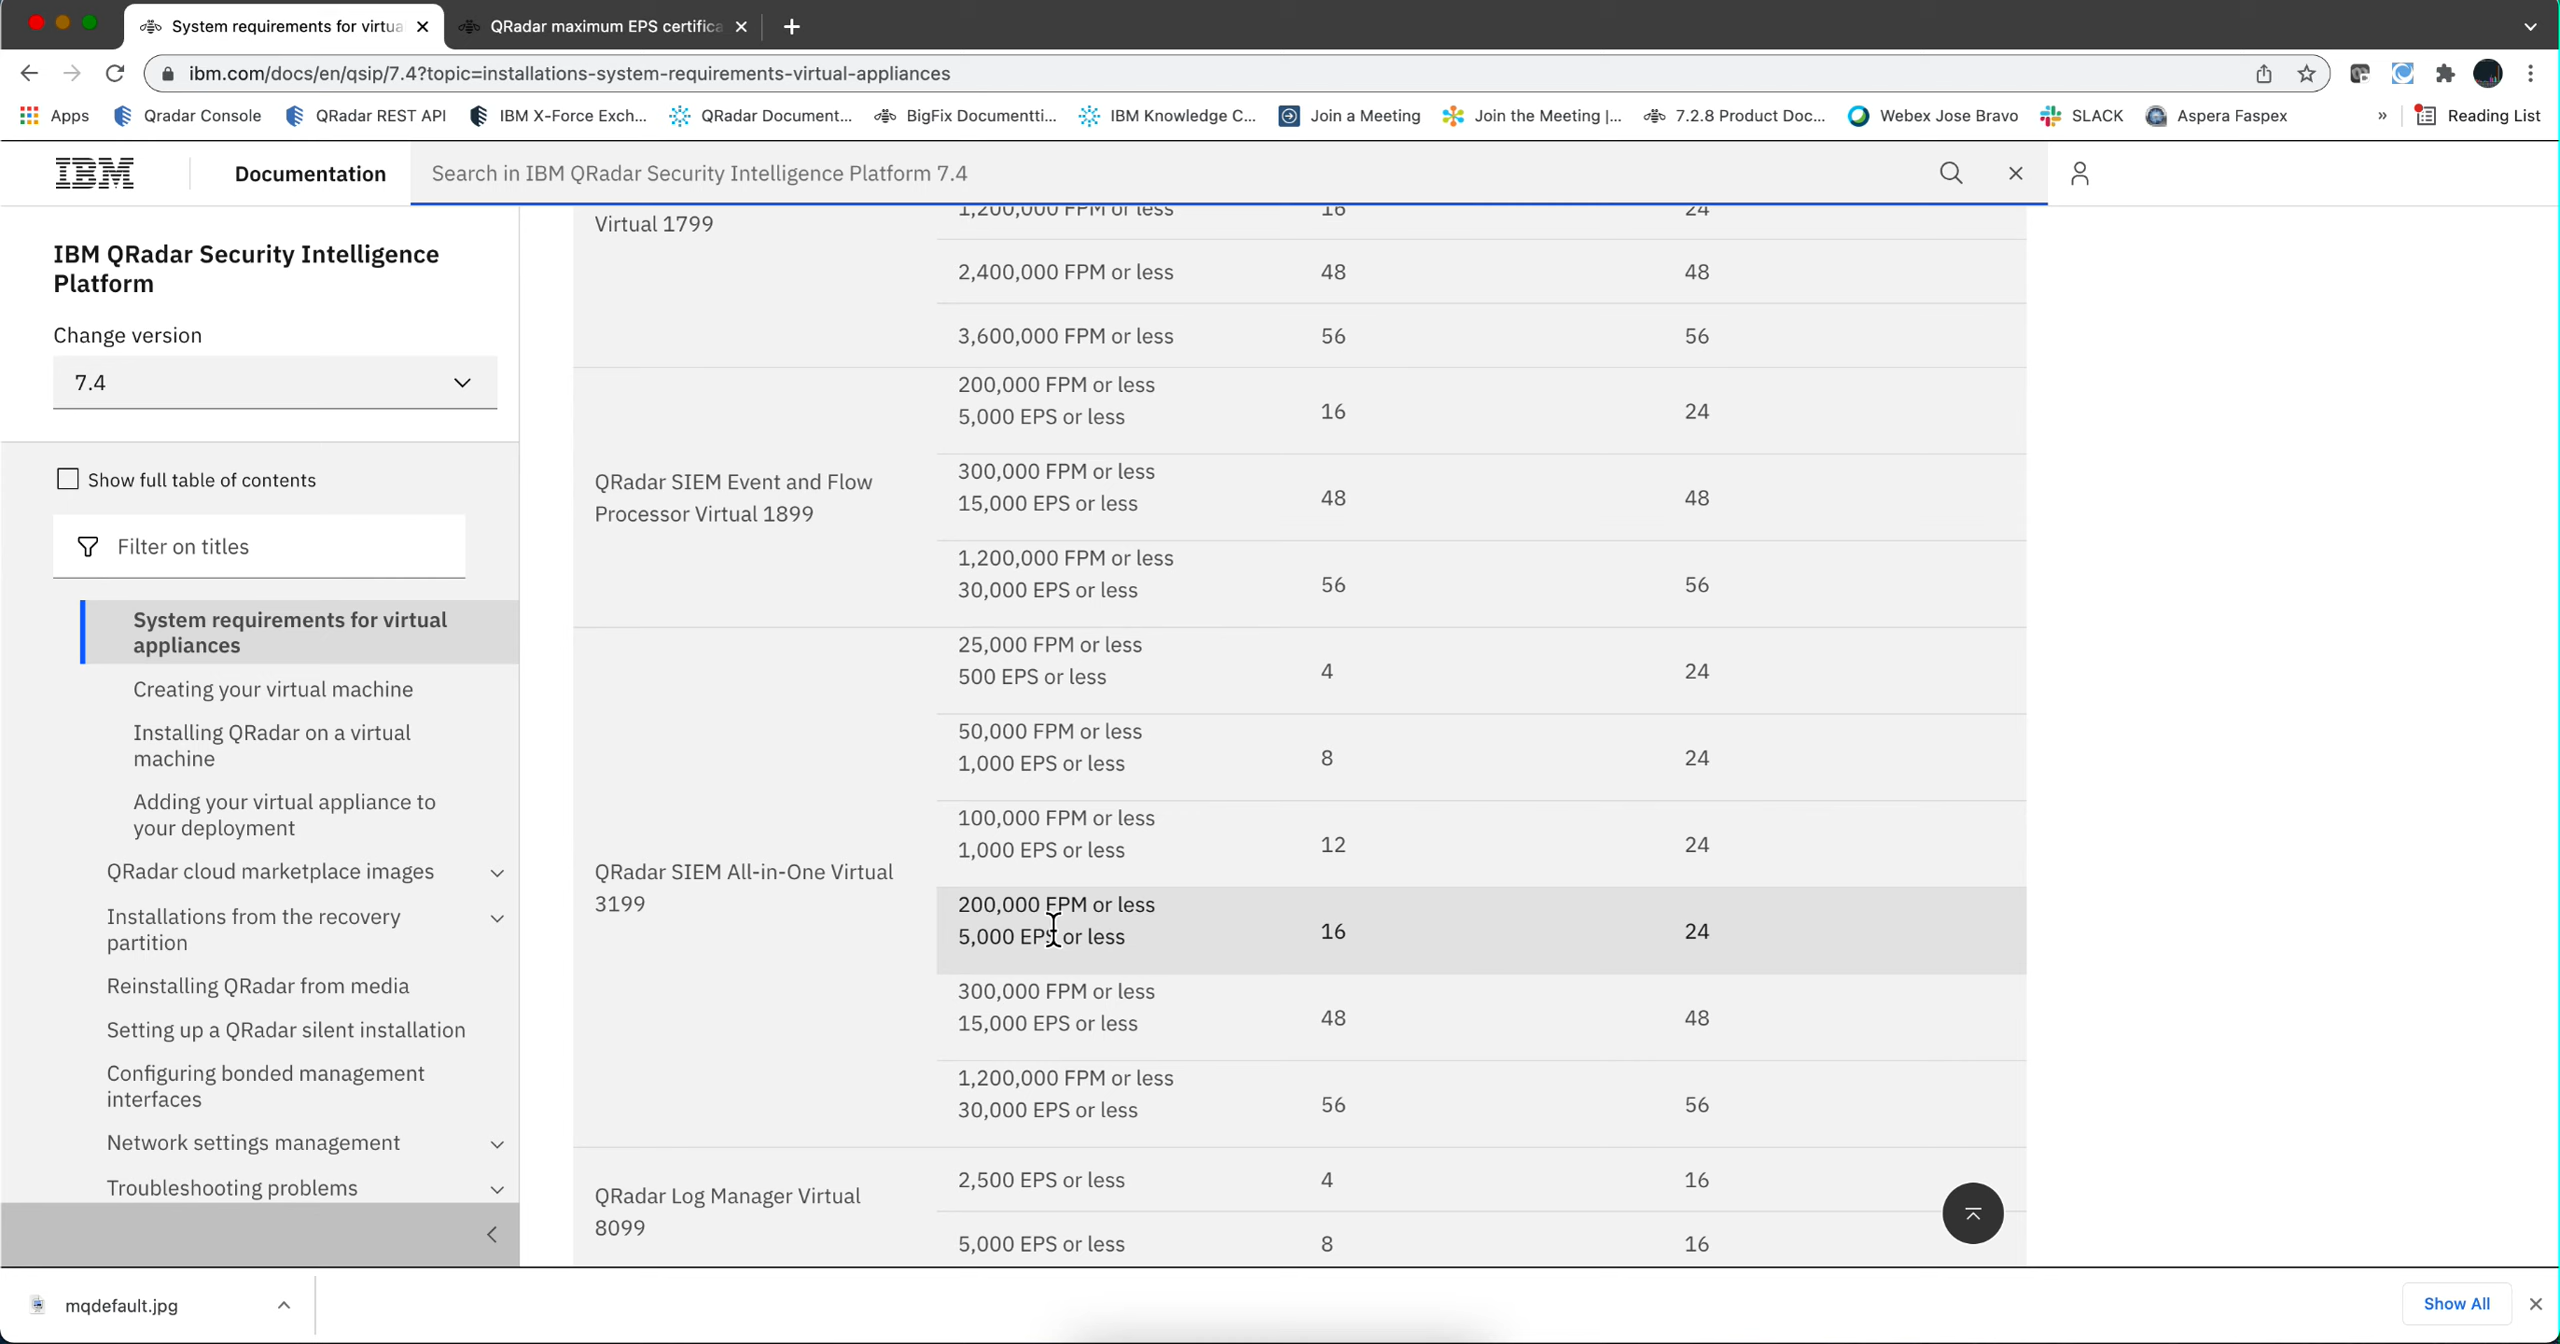 System requirements for virtua
QRadar maximum EPS certifica
ibm.com/docs/en/qsip/7.4?topic=installations-system-requirements-virtual-appliances
Apps
Qradar Console
QRadar REST API
IBM X-Force Exch...
QRadar Document...
BigFix Documentti...
IBM Knowledge C...
Join a Meeting
Join the Meeting |...
7.2.8 Product Doc...
Webex Jose Bravo
SLACK
Aspera Faspex
»
Reading List
IBM
Documentation
Search in IBM QRadar Security Intelligence Platform 7.4
IBM QRadar Security Intelligence
Platform
Change version
7.4
Show full table of contents
Filter on titles
System requirements for virtual
appliances
Creating your virtual machine
Installing QRadar on a virtual
machine
Adding your virtual appliance to
your deployment
QRadar cloud marketplace images
Installations from the recovery
partition
Reinstalling QRadar from media
Setting up a QRadar silent installation
Configuring bonded management
interfaces
Network settings management
Troubleshooting problems
Virtual 1799
1,200,000 FPM or less 16 24
2,400,000 FPM or less 48 48
3,600,000 FPM or less 56 56
QRadar SIEM Event and Flow
Processor Virtual 1899
200,000 FPM or less
5,000 EPS or less
16 24
300,000 FPM or less
15,000 EPS or less
48 48
1,200,000 FPM or less
30,000 EPS or less
56 56
QRadar SIEM All-in-One Virtual
3199
25,000 FPM or less
500 EPS or less
4 24
50,000 FPM or less
1,000 EPS or less
8 24
100,000 FPM or less
1,000 EPS or less
12 24
200,000 FPM or less
5,000 EPS or less
16 24
300,000 FPM or less
15,000 EPS or less
48 48
1,200,000 FPM or less
30,000 EPS or less
56 56
QRadar Log Manager Virtual
8099
2,500 EPS or less 4 16
5,000 EPS or less 8 16
mqdefault.jpg
Show All